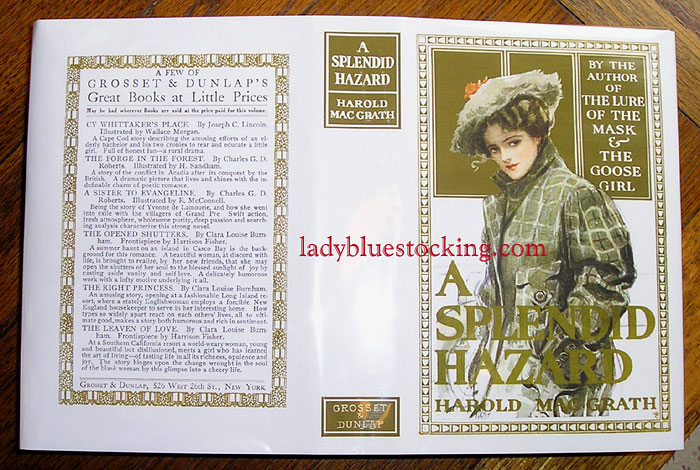 A FEW OF
GROSSET & DUNLAP'S
Great Books at Little Prices
May be had wherever Books are sold at the price paid for this volume.
CY WHITTAKER'S PLACE. By Joseph C. Lincoln.
Illustrated by Wallace Morgan.
A Cape Cod story describing the amusing efforts of an eld-
erly bachelor and his two cronies to rear and educate a little
girl. Full of honest fun—a rural drama.
THE FORGE IN THE FOREST. By Charles G. D.
Roberts. Illustrated by H. Sandham.
A story of the conflict in Acadia after its conquest by the
British. A dramatic picture that lives and shines with the in-
definable charm of poetic romance.
A SISTER TO EVANGELINE. By Charles G. D.
Roberts. Illustrated by E. McConnell.
Being the story of Yvonne de Lamourie, and how she went
into exile with the villagers of Grand Pre Swift action,
fresh atmosphere, wholesome purity, deep passion and search-
ing analysis characterize this strong novel.
THE OPENED SHUTTERS. By Clara Louise Burn-
ham. Frontispiece by Harrison Fisher.
A summer haunt on an island in Casco Bay is the back-
ground for this romance. A beautiful woman, at discord with
life, is brought to realize, by her new friends, that she may
open the shutters of her soul to the blessed sunlight of joy by
casting aside vanity and self love. A delicately humorous
work with a lofty motive underlying it all.
THE RIGHT PRINCESS. By Clara Louise Burnham.
An amusing story, opening at a fashionable Long Island re-
sort, where a stately Englishwoman employs a forcible New
England housekeeper to serve in her interesting home. How
types so widely apart react on each others' lives, all to ulti-
mate good, makes a story both humorous and rich in sentiment.
THE LEAVEN OF LOVE. By Clara Louise Burn-
ham. Frontispiece by Harrison Fisher.
At a Southern California resort a world-weary woman, young
and beautiful but disillusioned, meets a girl who has learned
the art of living—of tasting life in all its richness, opulence and
joy. The story hinges upon the change wrought in the soul
of the blasè woman by this glimpse into a cheery life.
GROSSET & DUNLAP, 526 WEST 26th ST., NEW YORK
A
SPLENDID
HAZARD
HAROLD
MAC GRATH
GROSSET
&
DUNLAP
BY THE
AUTHOR
OF
THE LURE
OF THE
MASK
&
THE
GOOSE
GIRL
ladybluestocking.com
A
SPLENDID
HAZARD
HAROLD MAC GRATH